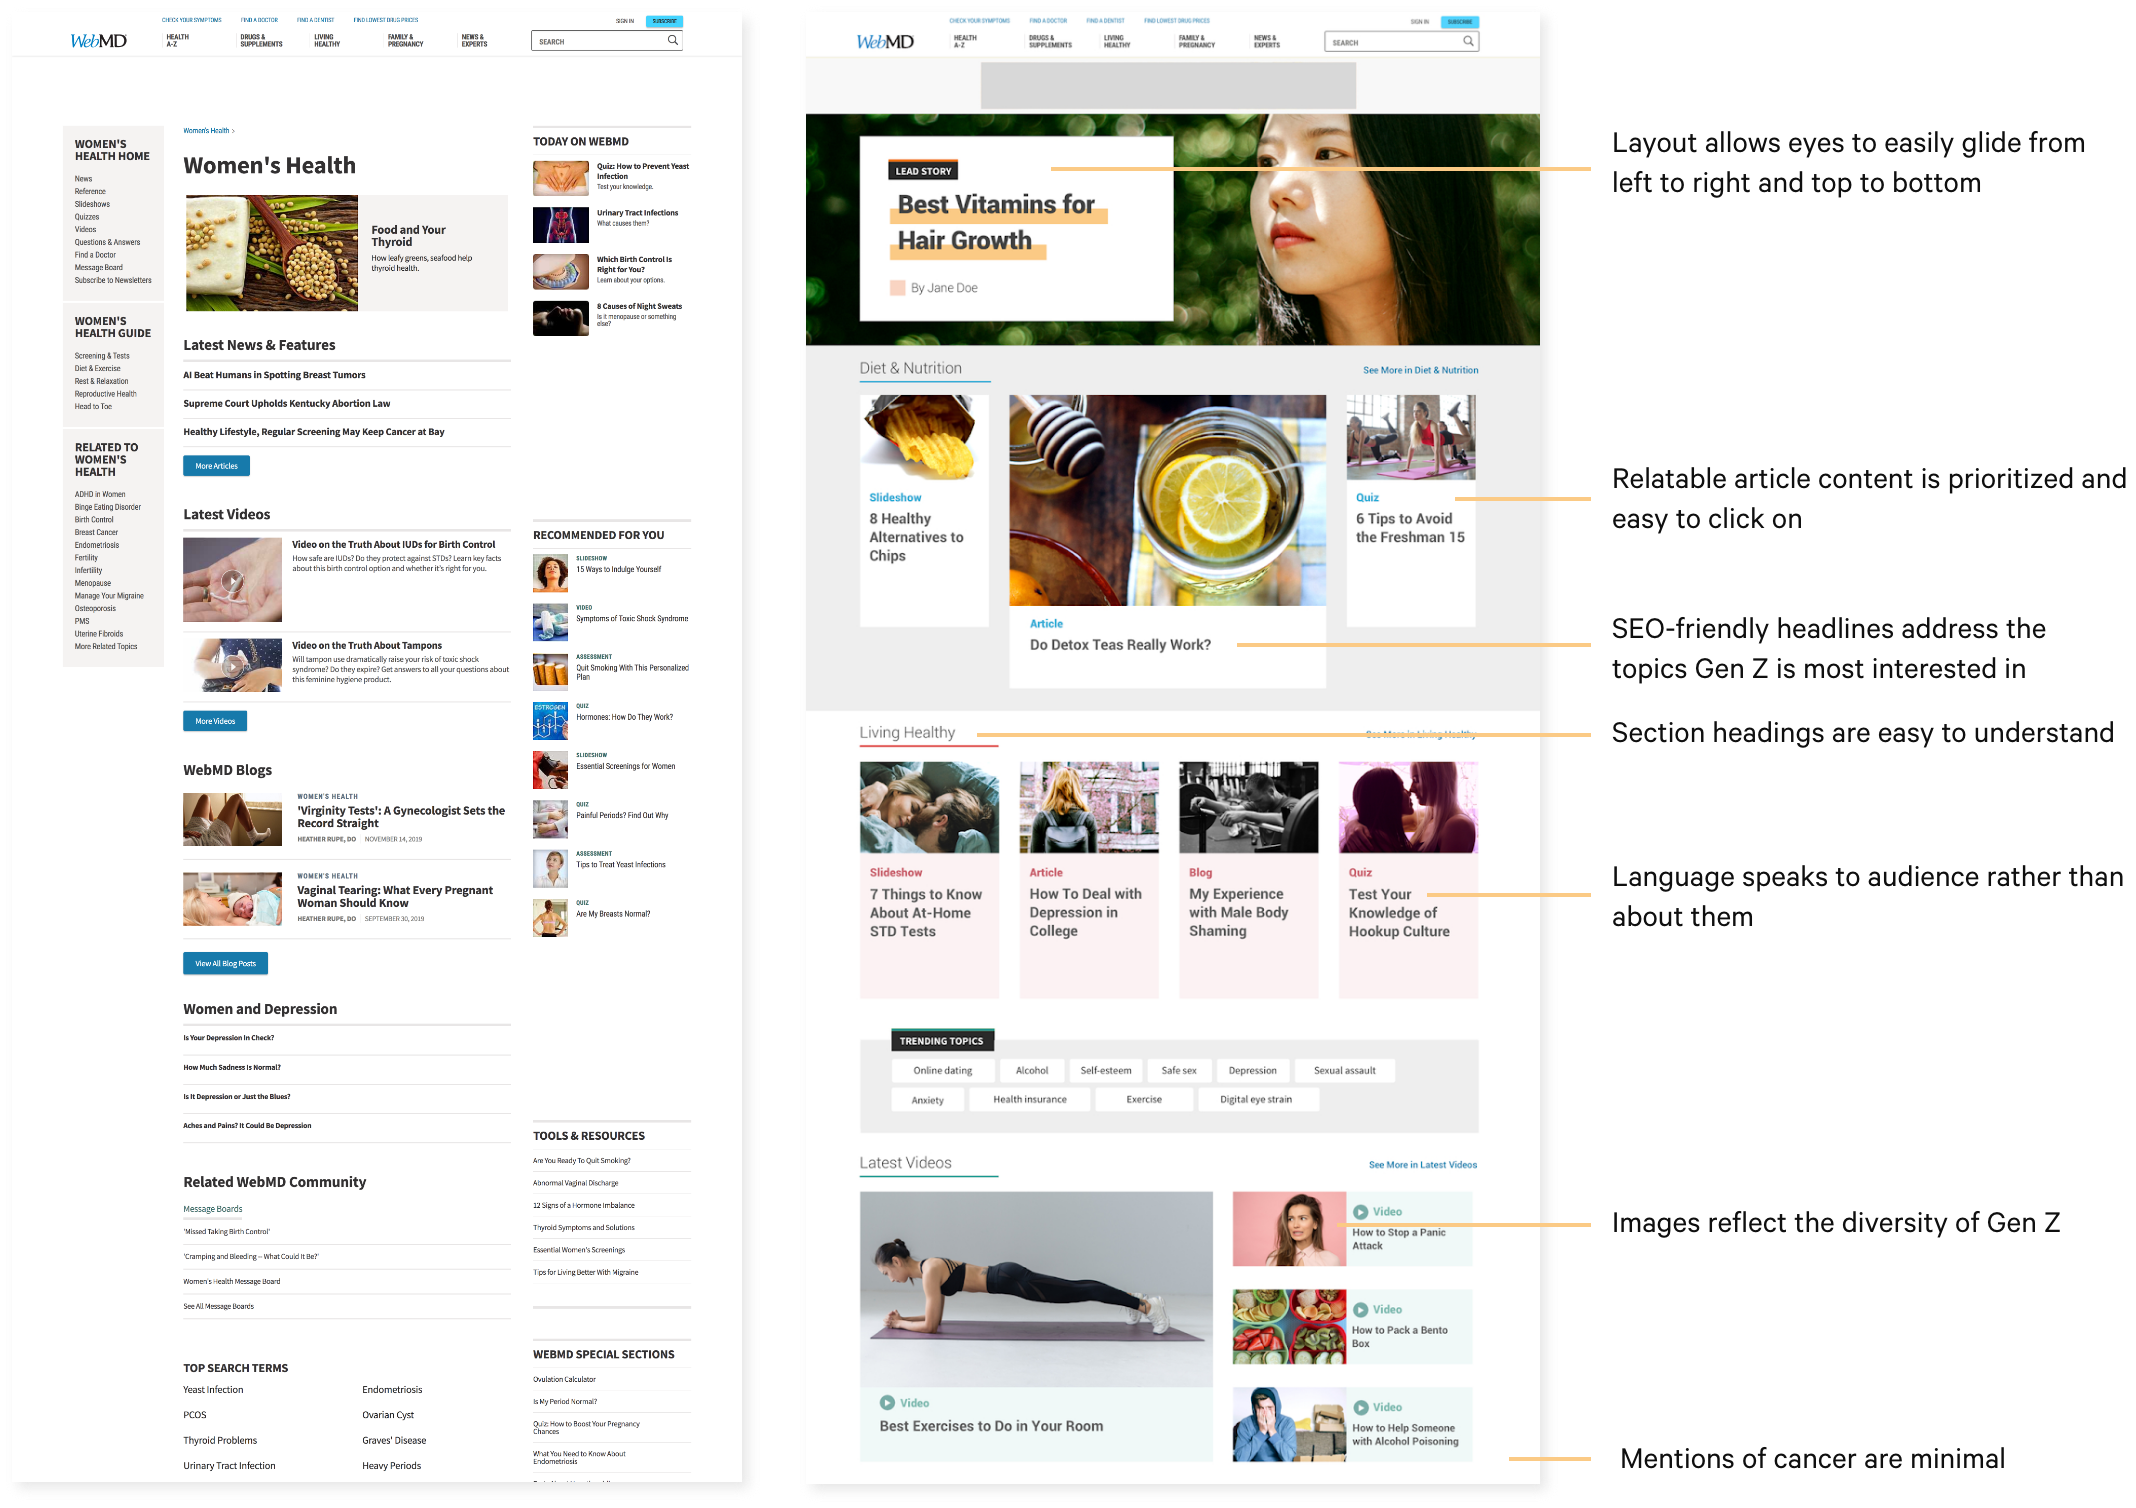 CHECK YOUR SYMPTOMS
FIND A DOCTOR
FIND A DENTIST
FIND LOWEST DRUG PRICES
SIGN IN
SUBSCRIBE
WebMD
HEALTH
A-Z
DRUGS &
SUPPLEMENTS
LIVING
HEALTHY
FAMILY &
PREGNANCY
NEWS &
EXPERTS
SEARCH
WOMEN'S
HEALTH HOME
News
Reference
Slideshows
Quizzes
Videos
Questions & Answers
Find a Doctor
Message Board
Subscribe to Newsletters
WOMEN'S
HEALTH GUIDE
Screening & Tests
Diet & Exercise
Rest & Relaxation
Reproductive Health
Head to Toe
RELATED TO
WOMEN'S
HEALTH
ADHD in Women
Binge Eating Disorder
Birth Control
Breast Cancer
Endometriosis
Fertility
Infertility
Menopause
Manage Your Migraine
Osteoporosis
PMS
Uterine Fibroids
More Related Topics
Women's Health >
Women's Health
Food and Your
Thyroid
How leafy greens, seafood help
thyroid health.
Latest News & Features
AI Beat Humans in Spotting Breast Tumors
Supreme Court Upholds Kentucky Abortion Law
Healthy Lifestyle, Regular Screening May Keep Cancer at Bay
More Articles
Latest Videos
Video on the Truth About IUDs for Birth Control
How safe are IUDs? Do they protect against STDs? Learn key facts
about this birth control option and whether it's right for you.
Video on the Truth About Tampons
Will tampon use dramatically raise your risk of toxic shock
syndrome? Do they expire? Get answers to all your questions about
this feminine hygiene product.
More Videos
WebMD Blogs
WOMEN'S HEALTH
'Virginity Tests': A Gynecologist Sets the
Record Straight
HEATHER RUPE, DO NOVEMBER 14, 2019
WOMEN'S HEALTH
Vaginal Tearing: What Every Pregnant
Woman Should Know
HEATHER RUPE, DO SEPTEMBER 30, 2019
View All Blog Posts
Women and Depression
Is Your Depression In Check?
How Much Sadness Is Normal?
Is It Depression or Just the Blues?
Aches and Pains? It Could Be Depression
Related WebMD Community
Message Boards
'Missed Taking Birth Control'
'Cramping and Bleeding – What Could It Be?'
Women's Health Message Board
See All Message Boards
TOP SEARCH TERMS
Yeast Infection
Endometriosis
PCOS
Ovarian Cyst
Thyroid Problems
Graves' Disease
Urinary Tract Infection
Heavy Periods
TODAY ON WEBMD
Quiz: How to Prevent Yeast
Infection
Test your knowledge.
Urinary Tract Infections
What causes them?
Which Birth Control Is
Right for You?
Learn about your options.
8 Causes of Night Sweats
Is it menopause or something
else?
RECOMMENDED FOR YOU
SLIDESHOW
15 Ways to Indulge Yourself
VIDEO
Symptoms of Toxic Shock Syndrome
ASSESSMENT
Quit Smoking With This Personalized
Plan
ESTROGEN
QUIZ
Hormones: How Do They Work?
SLIDESHOW
Essential Screenings for Women
QUIZ
Painful Periods? Find Out Why
ASSESSMENT
Tips to Treat Yeast Infections
QUIZ
Are My Breasts Normal?
TOOLS & RESOURCES
Are You Ready To Quit Smoking?
Abnormal Vaginal Discharge
12 Signs of a Hormone Imbalance
Thyroid Symptoms and Solutions
Essential Women's Screenings
Tips for Living Better With Migraine
WEBMD SPECIAL SECTIONS
Ovulation Calculator
Is My Period Normal?
Quiz: How to Boost Your Pregnancy
Chances
What You Need to Know About
Endometriosis
CHECK YOUR SYMPTOMS
FIND A DOCTOR
FIND A DENTIST
FIND LOWEST DRUG PRICES
SIGN IN
SUBSCRIBE
WebMD
HEALTH
A-Z
DRUGS &
SUPPLEMENTS
LIVING
HEALTHY
FAMILY &
PREGNANCY
NEWS &
EXPERTS
SEARCH
LEAD STORY
Best Vitamins for
Hair Growth
By Jane Doe
Diet & Nutrition
See More in Diet & Nutrition
Slideshow
8 Healthy
Alternatives to
Chips
Article
Do Detox Teas Really Work?
Quiz
6 Tips to Avoid
the Freshman 15
Living Healthy
See More in Living Healthy
Slideshow
7 Things to Know
About At-Home
STD Tests
Article
How To Deal with
Depression in
College
Blog
My Experience
with Male Body
Shaming
Quiz
Test Your
Knowledge of
Hookup Culture
TRENDING TOPICS
Online dating
Alcohol
Self-esteem
Safe sex
Depression
Sexual assault
Anxiety
Health insurance
Exercise
Digital eye strain
Latest Videos
See More in Latest Videos
Video
Best Exercises to Do in Your Room
Video
How to Stop a Panic
Attack
Video
How to Pack a Bento
Box
Video
How to Help Someone
with Alcohol Poisoning
Layout allows eyes to easily glide from
left to right and top to bottom
Relatable article content is prioritized and
easy to click on
SEO-friendly headlines address the
topics Gen Z is most interested in
Section headings are easy to understand
Language speaks to audience rather than
about them
Images reflect the diversity of Gen Z
Mentions of cancer are minimal